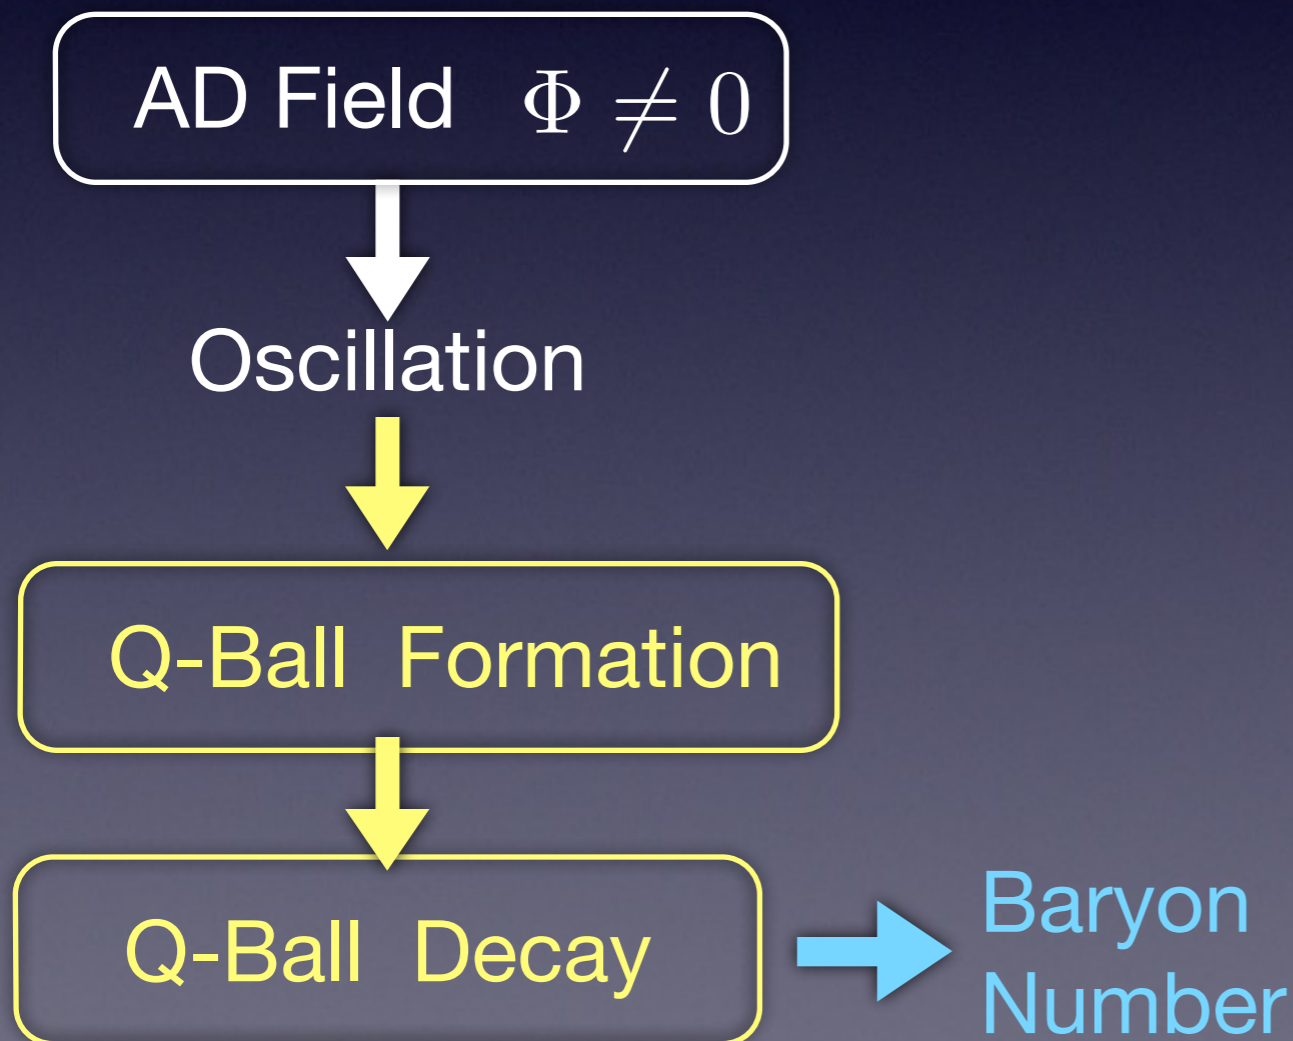 AD Field Φ ≠ 0
Oscillation
Q-Ball Formation
Q-Ball Decay
Baryon
Number